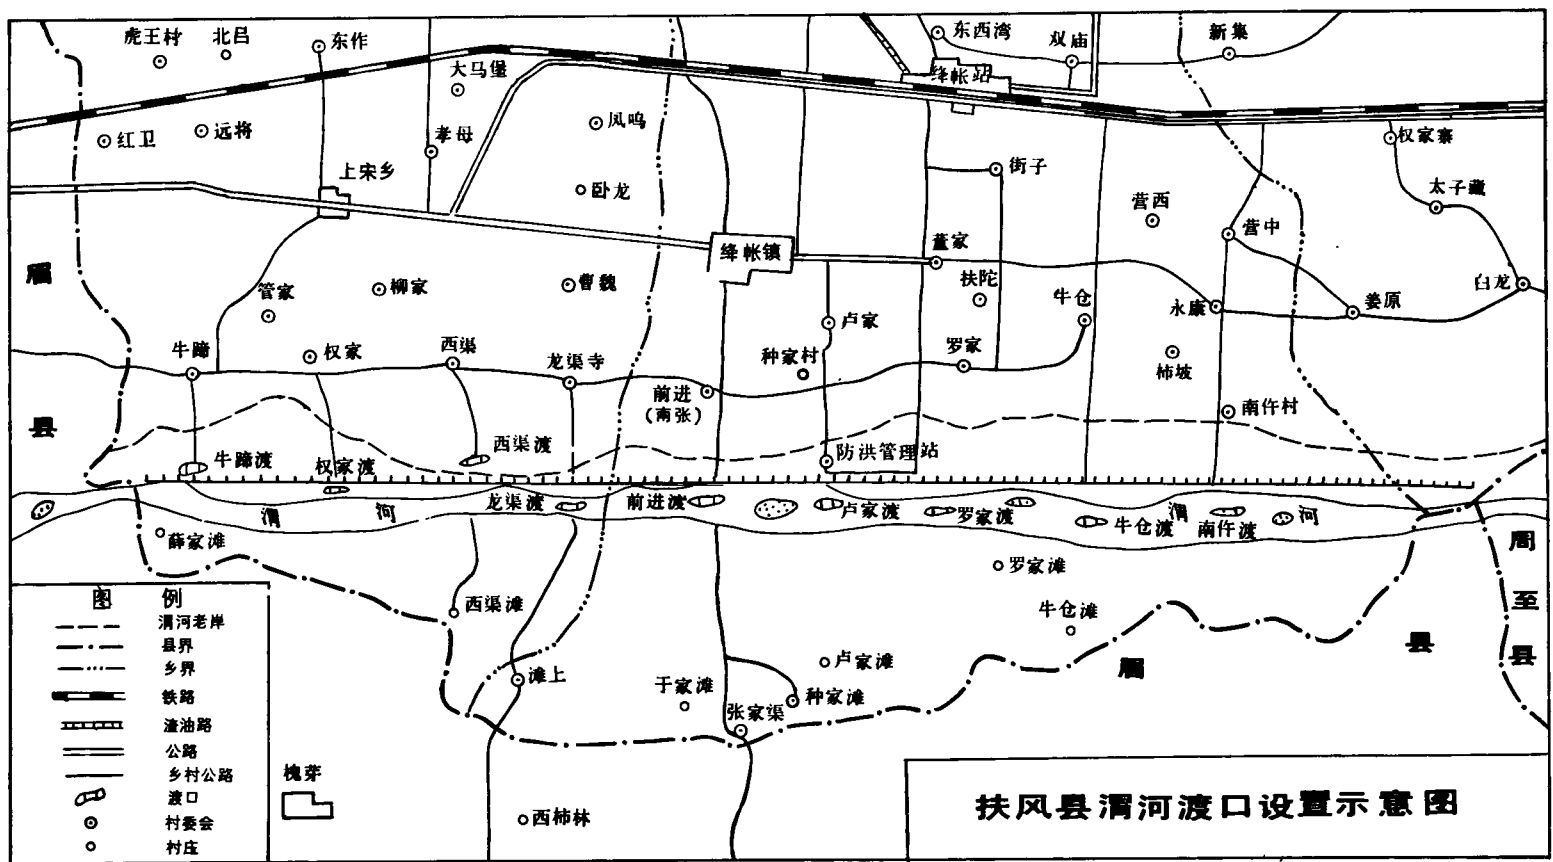 虎王村
北吕
东作
大马堡
东西湾
双庙
新集
绛帐站
红卫
远将
孝母
凤鸣
权家寨
上宋乡
卧龙
街子
营西
太子藏
绛帐镇
董家
营中
眉
管家
柳家
曹魏
扶陀
牛仓
永康
姜原
白龙
卢家
牛蹄
权家
西渠
龙渠寺
种家村
罗家
柿坡
前进
(南张)
南仵村
县
牛蹄渡
权家渡
西渠渡
防洪管理站
渭
河
龙渠渡
前进渡
卢家渡
罗家渡
牛仓渡
渭
南仵渡
河
薛家滩
周
至
县
罗家滩
西渠滩
牛仓滩
眉
县
滩上
于家滩
卢家滩
种家滩
张家渠
图 例
渭河老岸
县界
乡界
铁路
渣油路
公路
乡村公路
渡口
村委会
村庄
槐芽
西柿林
扶风县渭河渡口设置示意图